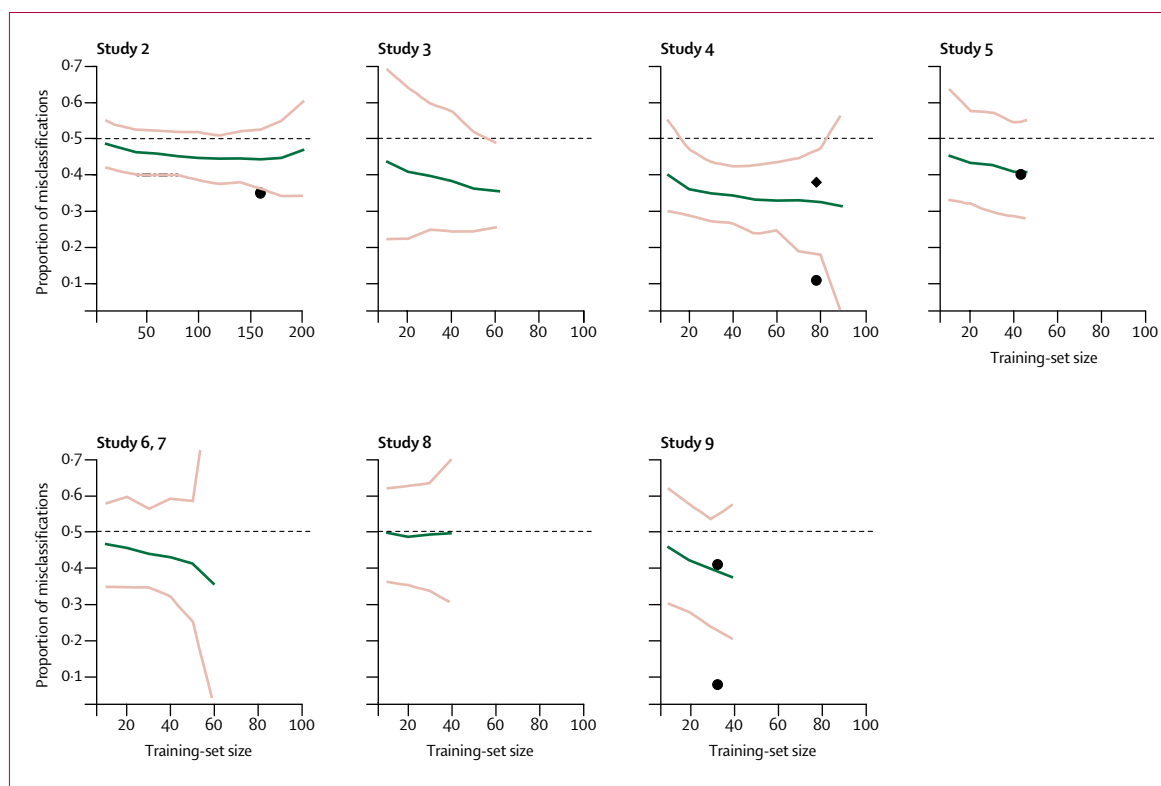 Study 2
Study 3
Study 4
Study 5
Proportion of misclassifications
0·7
0·6
0·5
0·4
0·3
0·2
0·1
50 100 150 200
20 40 60 80 100
20 40 60 80 100
20 40 60 80 100
Training-set size
Study 6, 7
Study 8
Study 9
Proportion of misclassifications
0·7
0·6
0·5
0·4
0·3
0·2
0·1
20 40 60 80 100
20 40 60 80 100
20 40 60 80 100
Training-set size
Training-set size
Training-set size